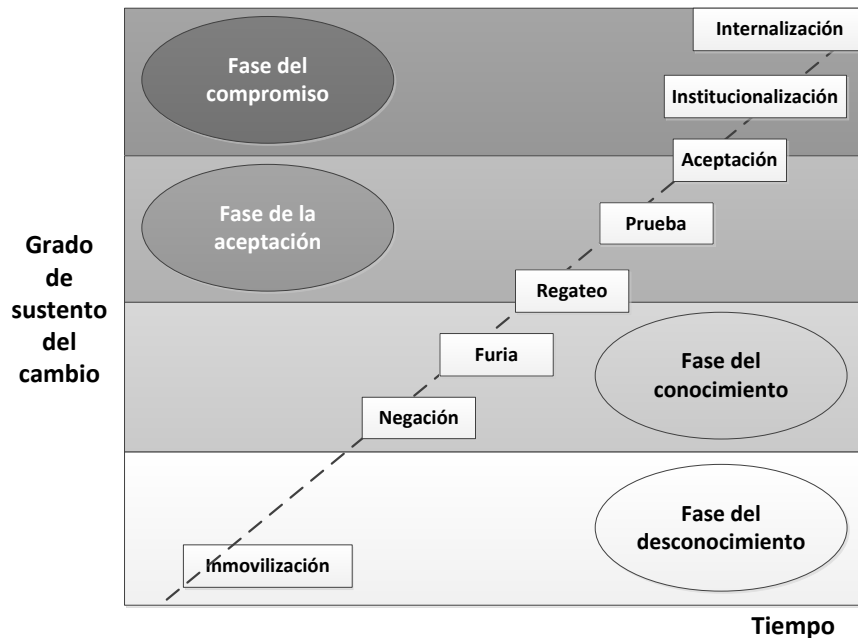 Internalización
Fase del
compromiso
Institucionalización
Aceptación
Fase de la
aceptación
Prueba
Grado
de
sustento
del
cambio
Regateo
Furia
Fase del
conocimiento
Negación
Fase del
desconocimiento
Inmovilización
Tiempo